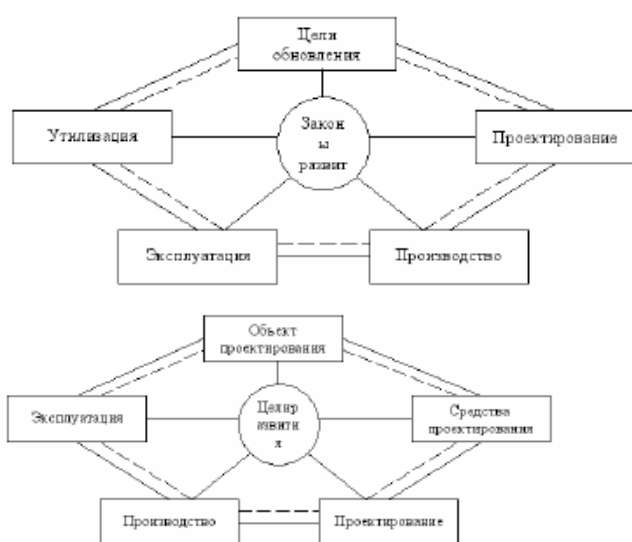 Цели
обновления
Утилизация
Закон
ы
развит
Проектирование
Эксплуатация
Производство
Объект
проектирования
Эксплуатация
Целир
азвити
я
Средства
проектирования
Производство
Проектирование